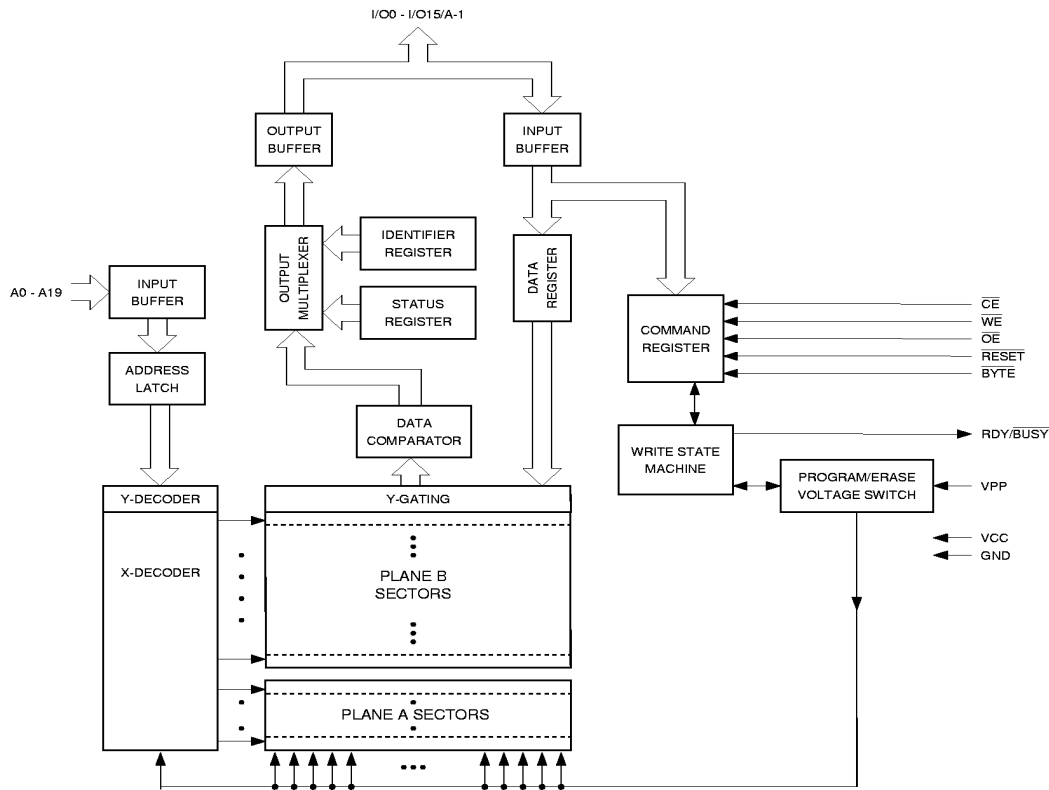 I/O0 - I/O15/A-1
OUTPUT
BUFFER
INPUT
BUFFER
OUTPUT
MULTIPLEXER
IDENTIFIER
REGISTER
STATUS
REGISTER
DATA
REGISTER
A0 - A19
INPUT
BUFFER
ADDRESS
LATCH
COMMAND
REGISTER
CE
WE
OE
RESET
BYTE
DATA
COMPARATOR
WRITE STATE
MACHINE
RDY/BUSY
PROGRAM/ERASE
VOLTAGE SWITCH
VPP
VCC
GND
Y-DECODER
Y-GATING
X-DECODER
PLANE B
SECTORS
PLANE A SECTORS